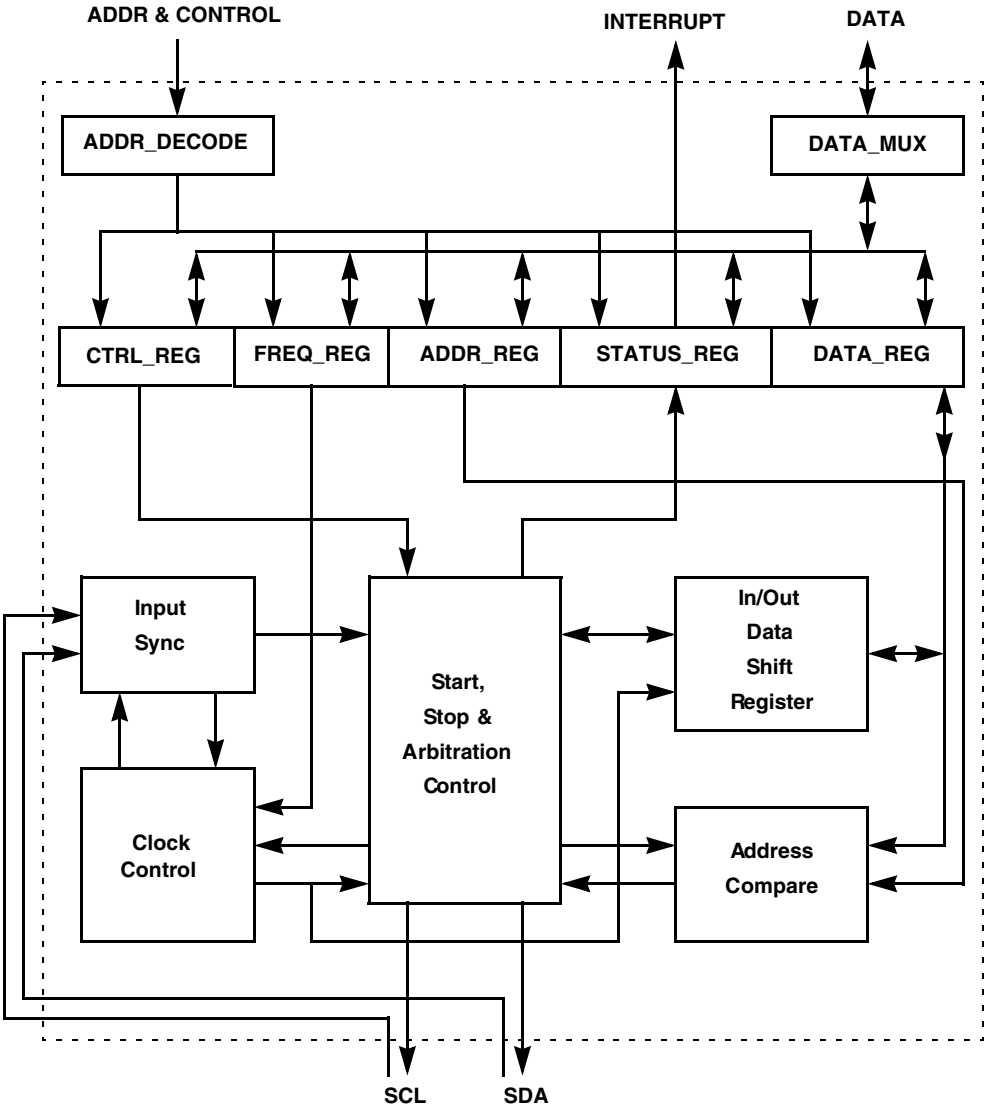 ADDR & CONTROL
INTERRUPT
DATA
ADDR_DECODE
DATA_MUX
CTRL_REG
FREQ_REG
ADDR_REG
STATUS_REG
DATA_REG
Input
Sync
Start,
Stop &
Arbitration
Control
In/Out
Data
Shift
Register
Clock
Control
Address
Compare
SCL
SDA